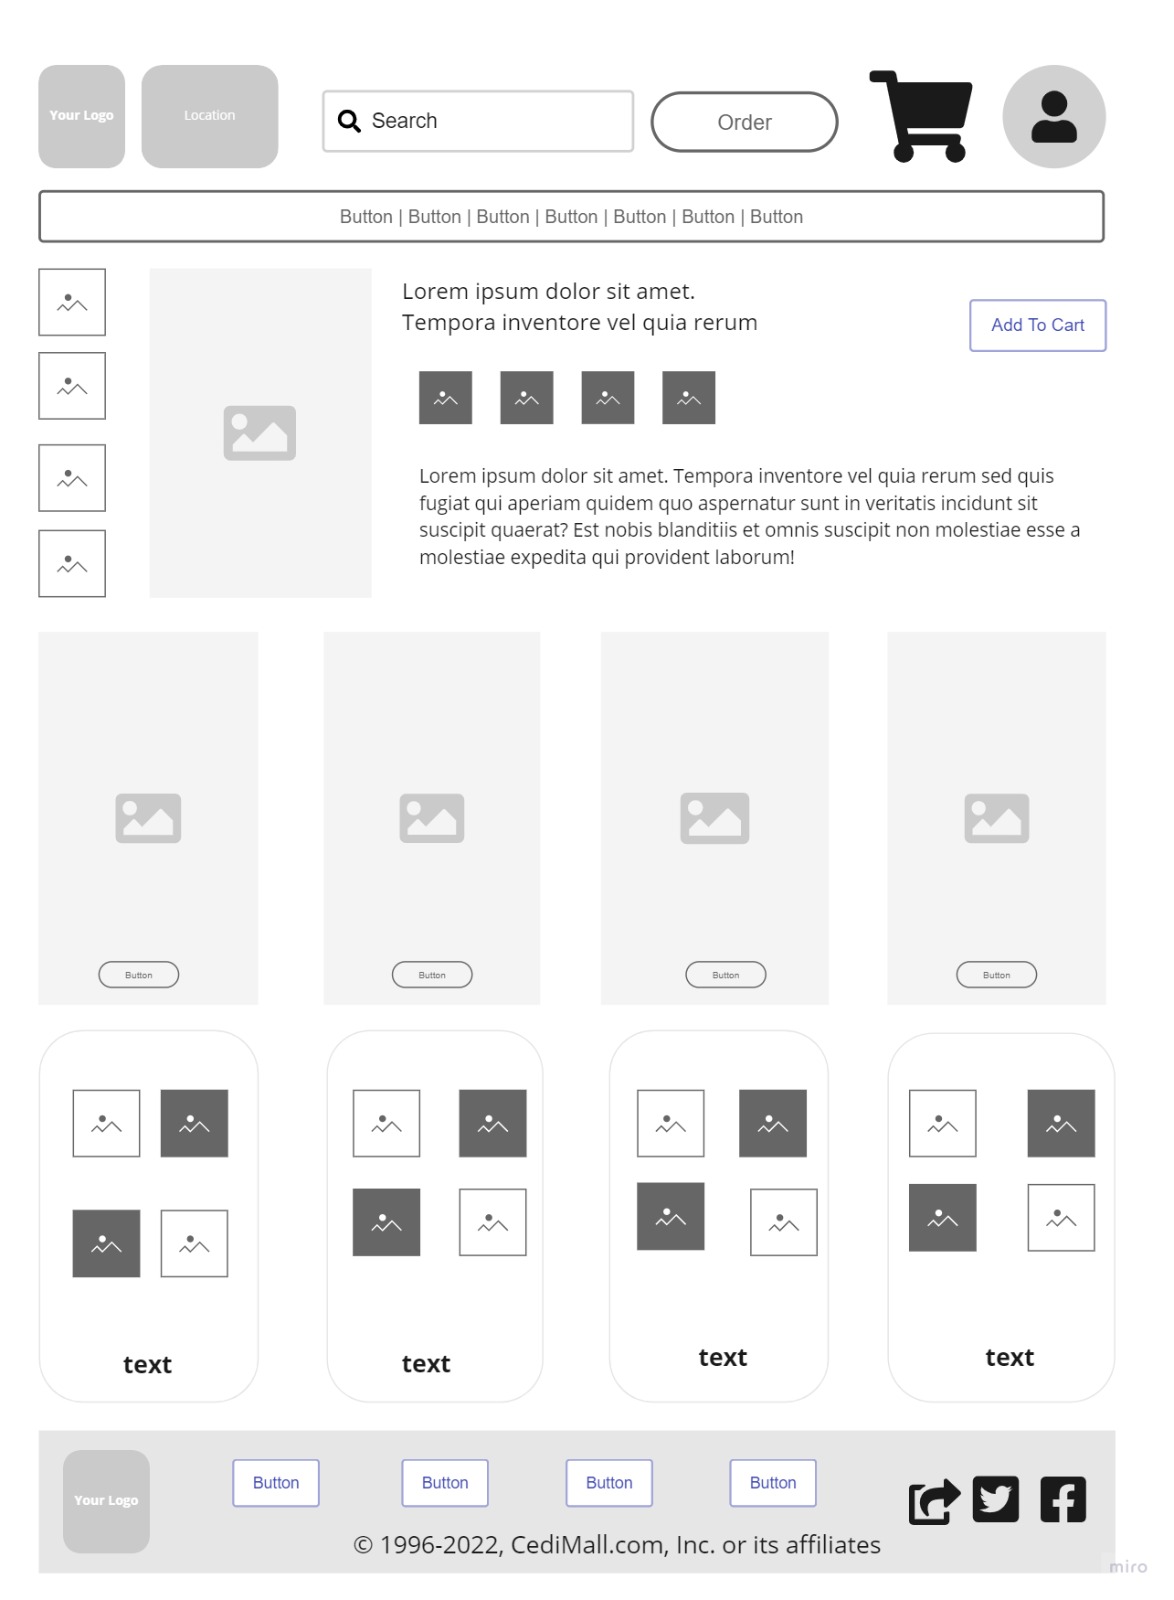 Your Logo
Location
Search
Order
Button | Button | Button | Button | Button | Button | Button
Lorem ipsum dolor sit amet.
Tempora inventore vel quia rerum
Add To Cart
Lorem ipsum dolor sit amet. Tempora inventore vel quia rerum sed quis
fugiat qui aperiam quidem quo aspernatur sunt in veritatis incidunt sit
suscipit quaerat? Est nobis blanditiis et omnis suscipit non molestiae esse a
molestiae expedita qui provident laborum!
Button
Button
Button
Button
text
text
text
text
Your Logo
Button
Button
Button
Button
© 1996-2022, CediMall.com, Inc. or its affiliates
miro